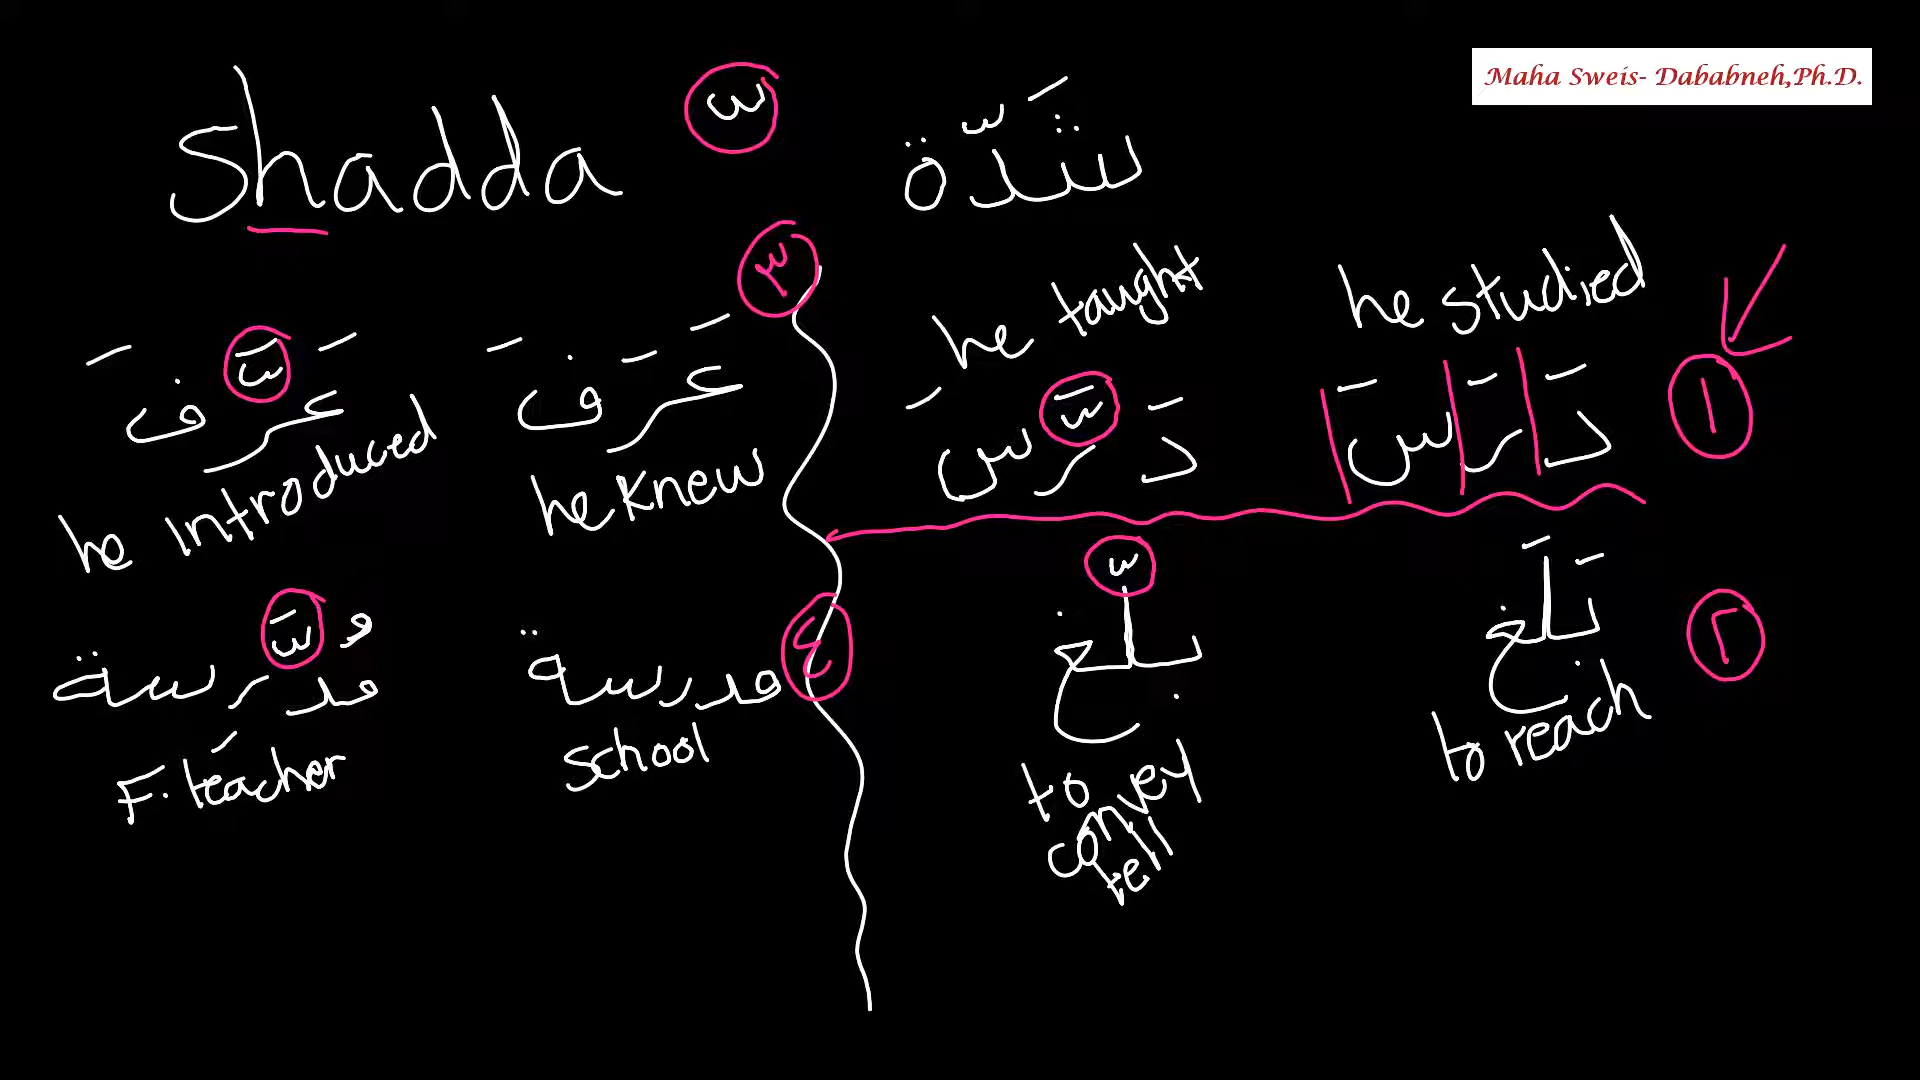 Maha Sweis- Dababneh,Ph.D.
Shadda ّ شَدّة
١
he studied
دَرَسَ
he taught
دَرَّسَ
٢
بَلَغَ
to reach
بلّغ
to convey
tell
٣
عَرَفَ
he knew
عَرَّفَ
he introduced
٤
مدرسة
school
مُدَرِّسة
F. teacher